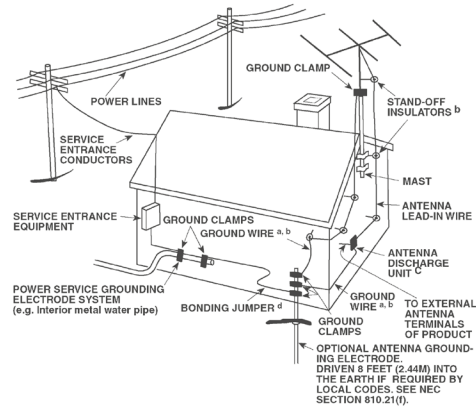 GROUND CLAMP
POWER LINES
STAND-OFF
INSULATORS b
SERVICE
ENTRANCE
CONDUCTORS
MAST
ANTENNA
LEAD-IN WIRE
SERVICE ENTRANCE
EQUIPMENT
GROUND CLAMPS
GROUND WIRE a, b
ANTENNA
DISCHARGE
UNIT C
POWER SERVICE GROUNDING
ELECTRODE SYSTEM
(e.g. Interior metal water pipe)
BONDING JUMPER d
GROUND
WIRE a, b
GROUND
CLAMPS
TO EXTERNAL
ANTENNA
TERMINALS
OF PRODUCT
OPTIONAL ANTENNA GROUND-
ING ELECTRODE.
DRIVEN 8 FEET (2.44M) INTO
THE EARTH IF REQUIRED BY
LOCAL CODES. SEE NEC
SECTION 810.21(f).